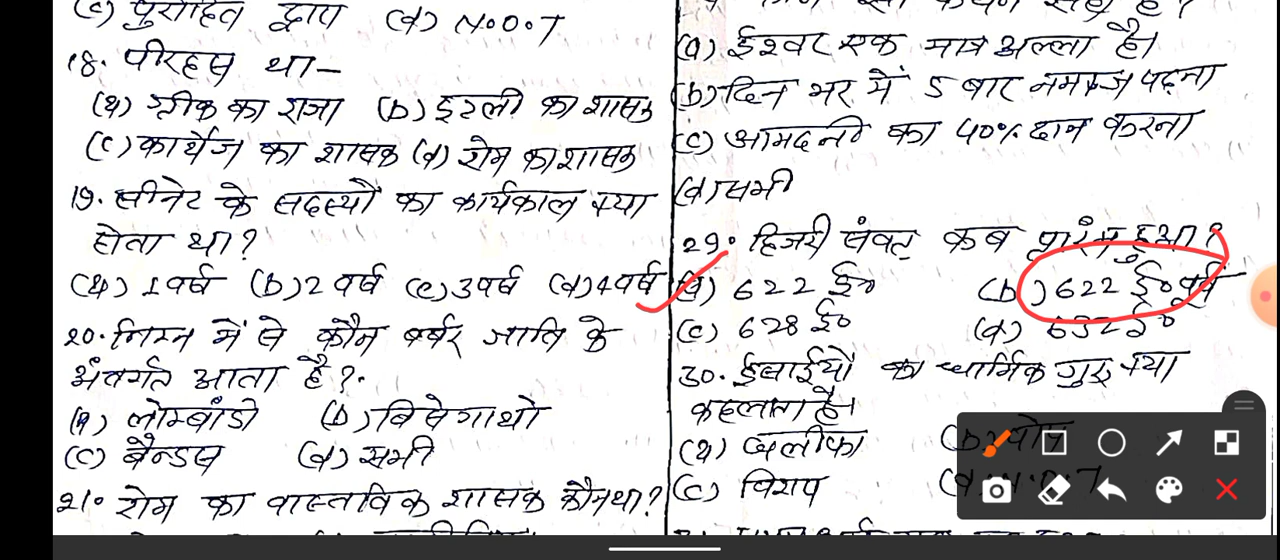 (c) पुरोहित द्वारा (d) N.O.T
18. पीरहस था-
(a) ग्रीक का राजा (b) इटली का शासक
(c) कार्थेज का शासक (d) रोम का शासक
19. सीनेट के सदस्यों का कार्यकाल क्या
होता था?
(a) 1 वर्ष (b) 2 वर्ष (c) 3 वर्ष (d) 4 वर्ष
20. निम्न में से कौन बर्बर जाति के
अंतर्गत आता है?
(a) लोम्बार्डो (b) बिसेगाथो
(c) वैन्डल्स (d) सभी
21. रोम का वास्तविक शासक कौन था?
(a) ईश्वर एक मात्र अल्ला है।
(b) दिन भर में 5 बार नमाज पढ़ना
(c) आमदनी का 40% दान करना
(d) सभी
29. हिजरी संवत् कब प्रारंभ हुआ?
(a) 622 ई० (b) 622 ई० पूर्व
(c) 628 ई० (d) 632 ई०
30. ईसाईयों का धार्मिक गुरु क्या
कहलाता है।
(a) खलीफा (b) पोप
(c) विशप (d) N.O.T